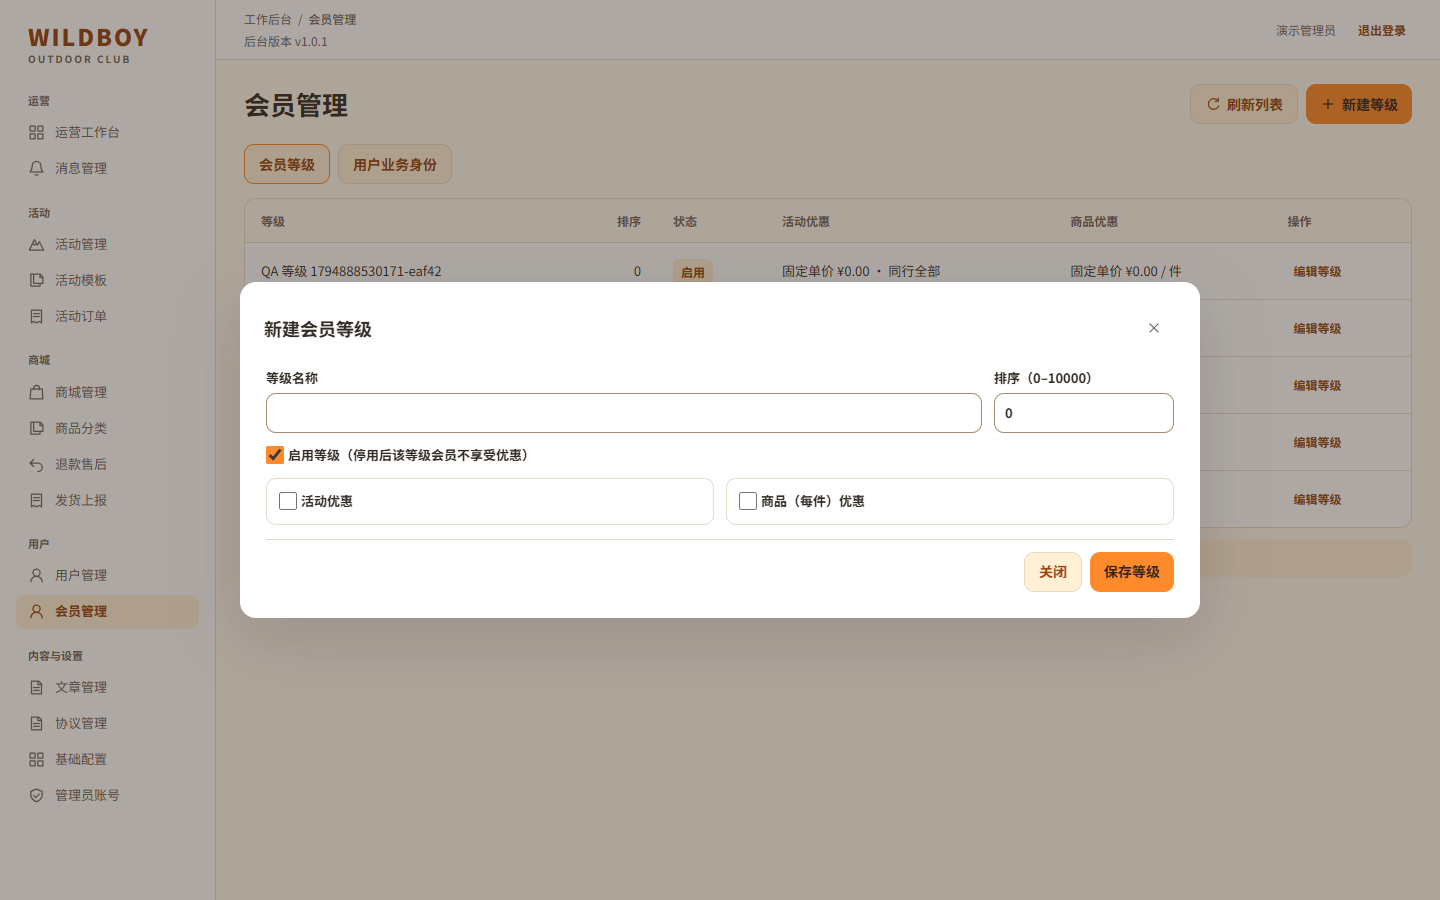 WILDBOY
OUTDOOR CLUB
运营
运营工作台
消息管理
活动
活动管理
活动模板
活动订单
商城
商城管理
商品分类
退款售后
发货上报
用户
用户管理
会员管理
内容与设置
文章管理
协议管理
基础配置
管理员账号
工作后台 / 会员管理
后台版本 v1.0.1
演示管理员 退出登录
会员管理
刷新列表 新建等级
会员等级 用户业务身份
等级 排序 状态 活动优惠 商品优惠 操作
QA 等级 1794888530171-eaf42 0 启用 固定单价 ¥0.00 · 同行全部 固定单价 ¥0.00 / 件 编辑等级
编辑等级
编辑等级
编辑等级
编辑等级
新建会员等级
等级名称 排序（0–10000）
0
启用等级（停用后该等级会员不享受优惠）
活动优惠 商品（每件）优惠
关闭 保存等级